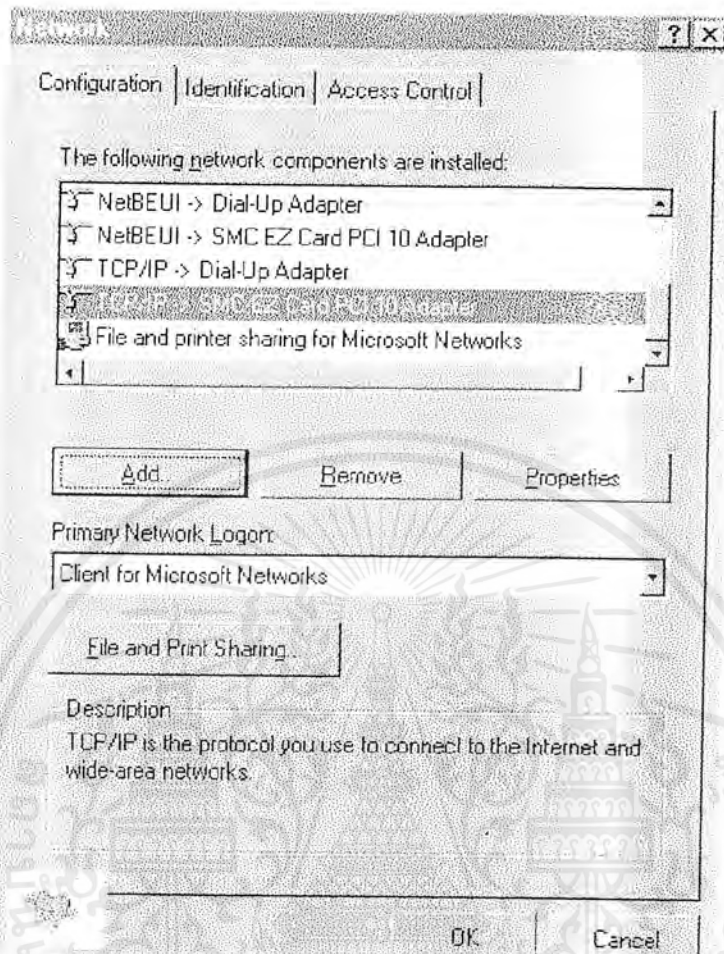 Network
? ×
Configuration Identification Access Control
The following network components are installed:
NetBEUI -> Dial-Up Adapter
NetBEUI -> SMC EZ Card PCI 10 Adapter
TCP/IP -> Dial-Up Adapter
TCP/IP -> SMC EZ Card PCI 10 Adapter
File and printer sharing for Microsoft Networks
Add...
Remove
Properties
Primary Network Logon:
Client for Microsoft Networks
File and Print Sharing...
Description
TCP/IP is the protocol you use to connect to the Internet and
wide-area networks.
OK
Cancel